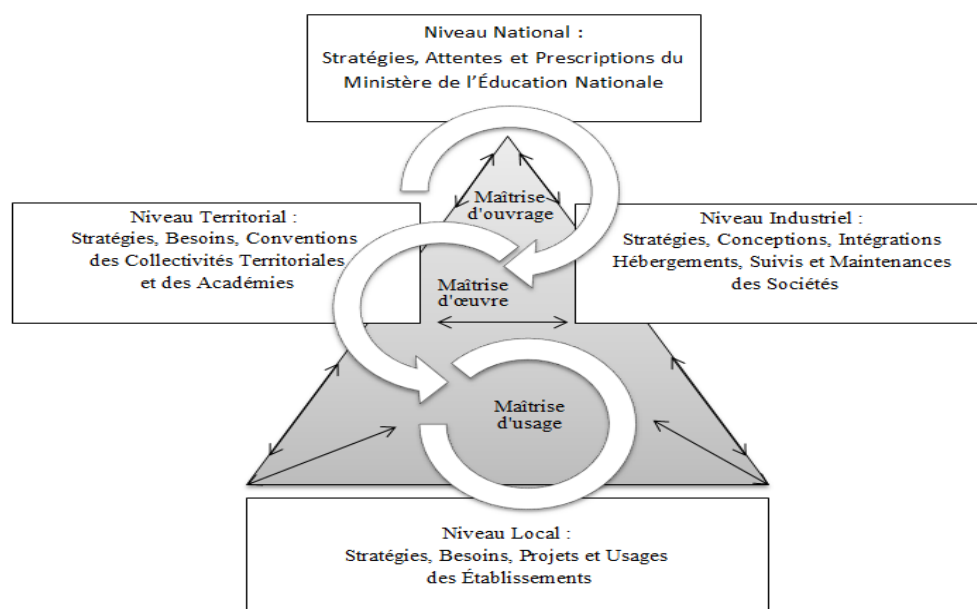 Niveau National :
Stratégies, Attentes et Prescriptions du
Ministère de l'Éducation Nationale
Maîtrise
d'ouvrage
Niveau Territorial :
Stratégies, Besoins, Conventions
des Collectivités Territoriales
et des Académies
Niveau Industriel :
Stratégies, Conceptions, Intégrations
Hébergements, Suivis et Maintenances
des Sociétés
Maîtrise
d'œuvre
Maîtrise
d'usage
Niveau Local :
Stratégies, Besoins, Projets et Usages
des Établissements